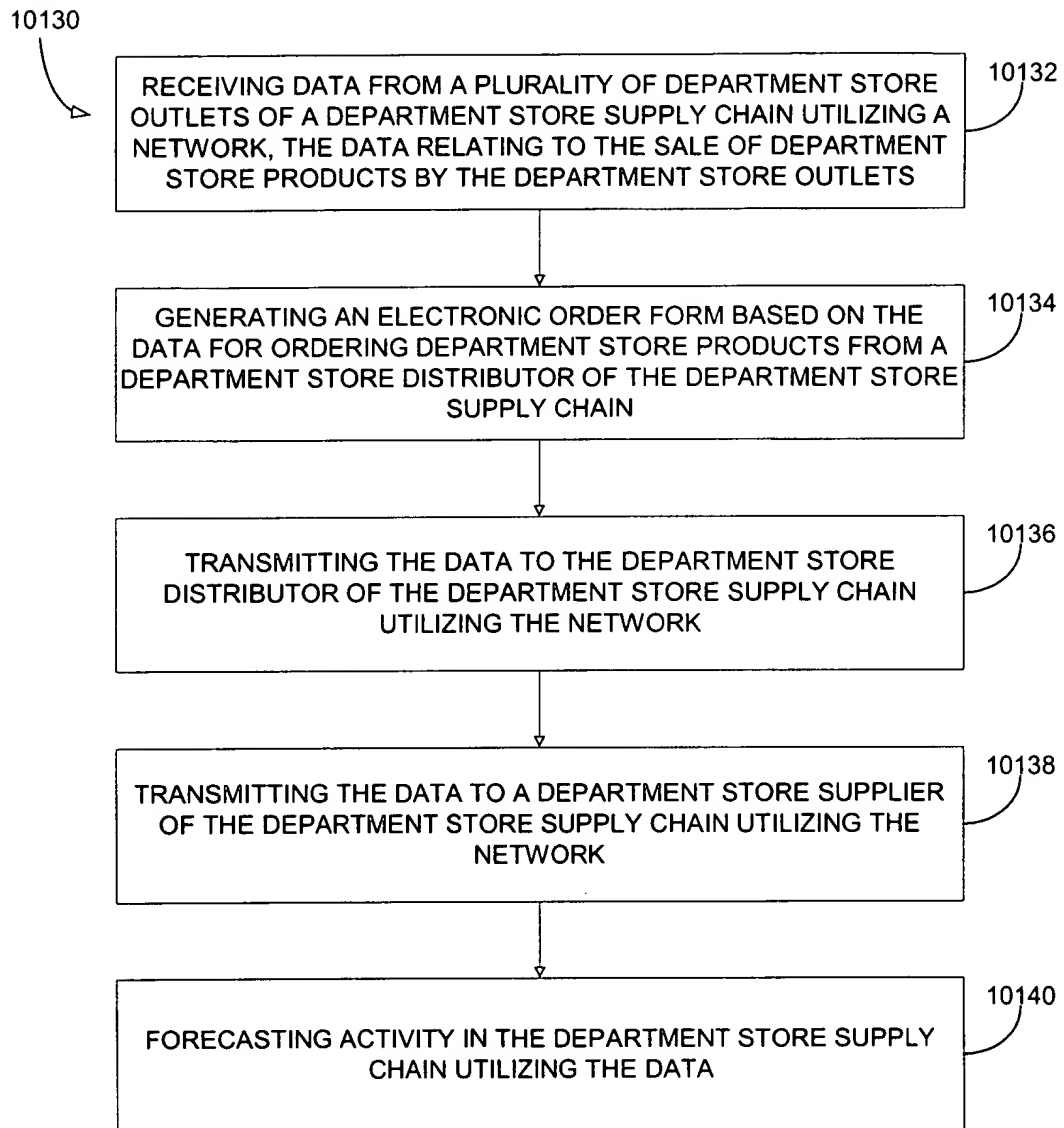 10130
RECEIVING DATA FROM A PLURALITY OF DEPARTMENT STORE
OUTLETS OF A DEPARTMENT STORE SUPPLY CHAIN UTILIZING A
NETWORK, THE DATA RELATING TO THE SALE OF DEPARTMENT
STORE PRODUCTS BY THE DEPARTMENT STORE OUTLETS
10132
GENERATING AN ELECTRONIC ORDER FORM BASED ON THE
DATA FOR ORDERING DEPARTMENT STORE PRODUCTS FROM A
DEPARTMENT STORE DISTRIBUTOR OF THE DEPARTMENT STORE
SUPPLY CHAIN
10134
TRANSMITTING THE DATA TO THE DEPARTMENT STORE
DISTRIBUTOR OF THE DEPARTMENT STORE SUPPLY CHAIN
UTILIZING THE NETWORK
10136
TRANSMITTING THE DATA TO A DEPARTMENT STORE SUPPLIER
OF THE DEPARTMENT STORE SUPPLY CHAIN UTILIZING THE
NETWORK
10138
FORECASTING ACTIVITY IN THE DEPARTMENT STORE SUPPLY
CHAIN UTILIZING THE DATA
10140